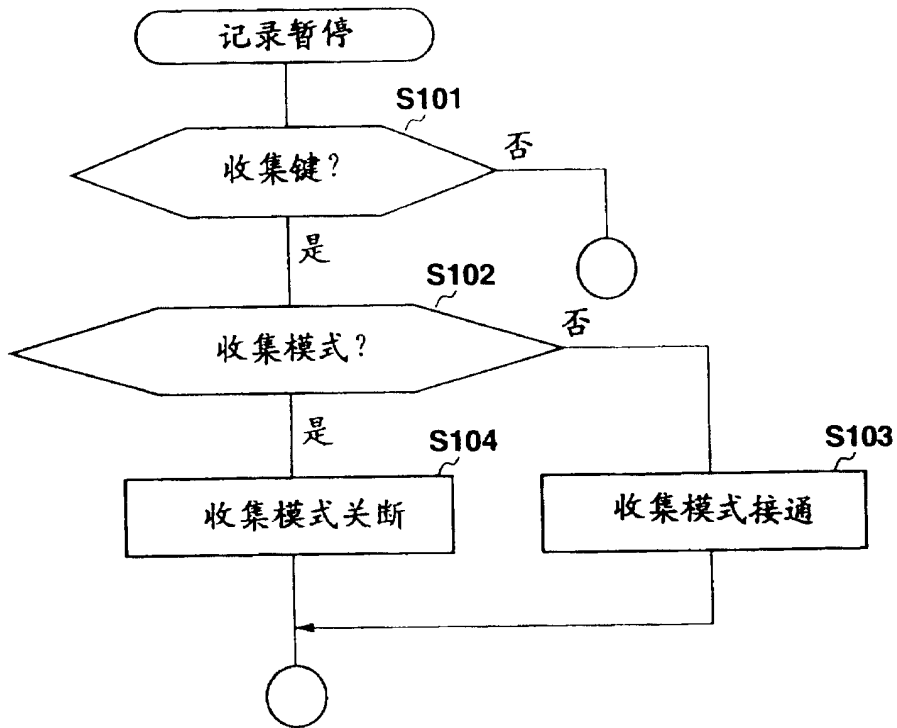 记录暂停
S101
收集键?
否
是
S102
收集模式?
否
是
S104
收集模式关断
S103
收集模式接通